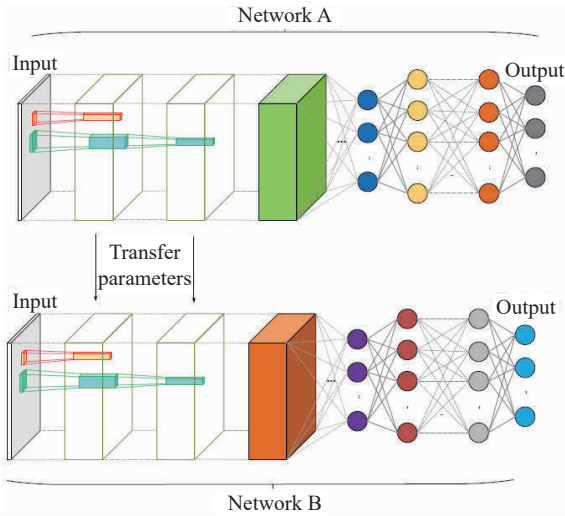 Network A
Input
Output
Transfer
parameters
Input
Output
Network B